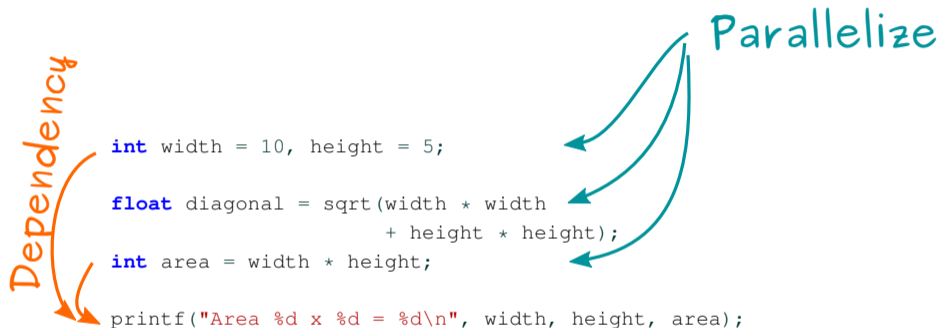 Parallelize
Dependency
int width = 10, height = 5;
float diagonal = sqrt(width * width
+ height * height);
int area = width * height;
printf("Area %d x %d = %d\n", width, height, area);